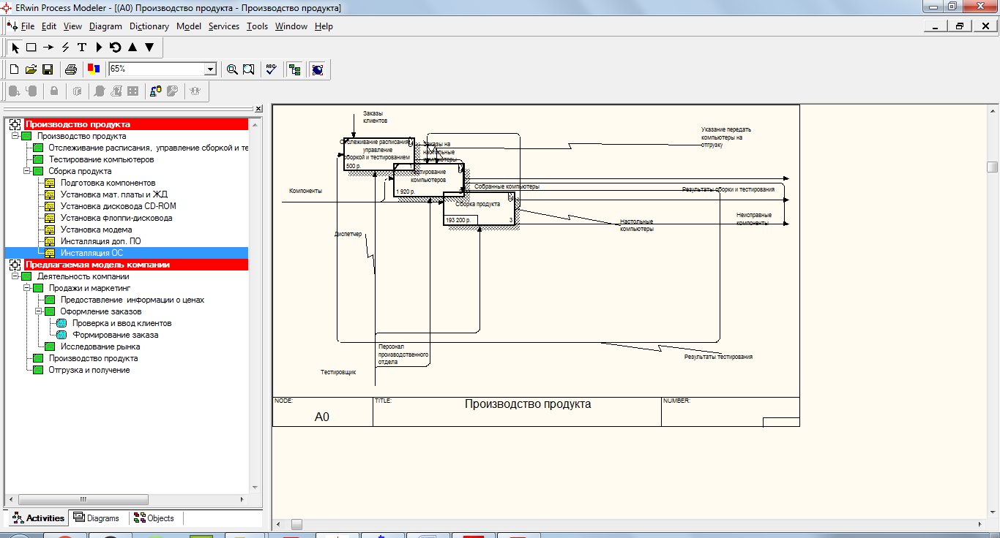 ERwin Process Modeler - [(A0) Производство продукта - Производство продукта]
File Edit View Diagram Dictionary Model Services Tools Window Help
65%
ABC
Производство продукта
Производство продукта
Отслеживание расписания, управление сборкой и те
Тестирование компьютеров
Сборка продукта
Подготовка компонентов
Установка мат. платы и ЖД
Установка дисковода CD-ROM
Установка флоппи-дисковода
Установка модема
Инсталляция доп. ПО
Инсталляция ОС
Предлагаемая модель компании
Деятельность компании
Продажи и маркетинг
Предоставление информации о ценах
Оформление заказов
Проверка и ввод клиентов
Формирование заказа
Исследование рынка
Производство продукта
Отгрузка и получение
Activities Diagrams Objects
Заказы
клиентов
Отслеживание расписания,
управление
сборкой и тестированием
500 р. 1
Заказы на
настольные
компьютеры
Указание передать
компьютеры на
отгрузку
Тестирование
компьютеров
1 920 р. 2
Компоненты
Собранные компьютеры
Результаты сборки и тестирования
Сборка продукта
193 200 р. 3
Настольные
компьютеры
Неисправные
компоненты
Диспетчер
Персонал
производственного
отдела
Результаты тестирования
Тестировщик
NODE: TITLE: NUMBER:
Производство продукта
A0